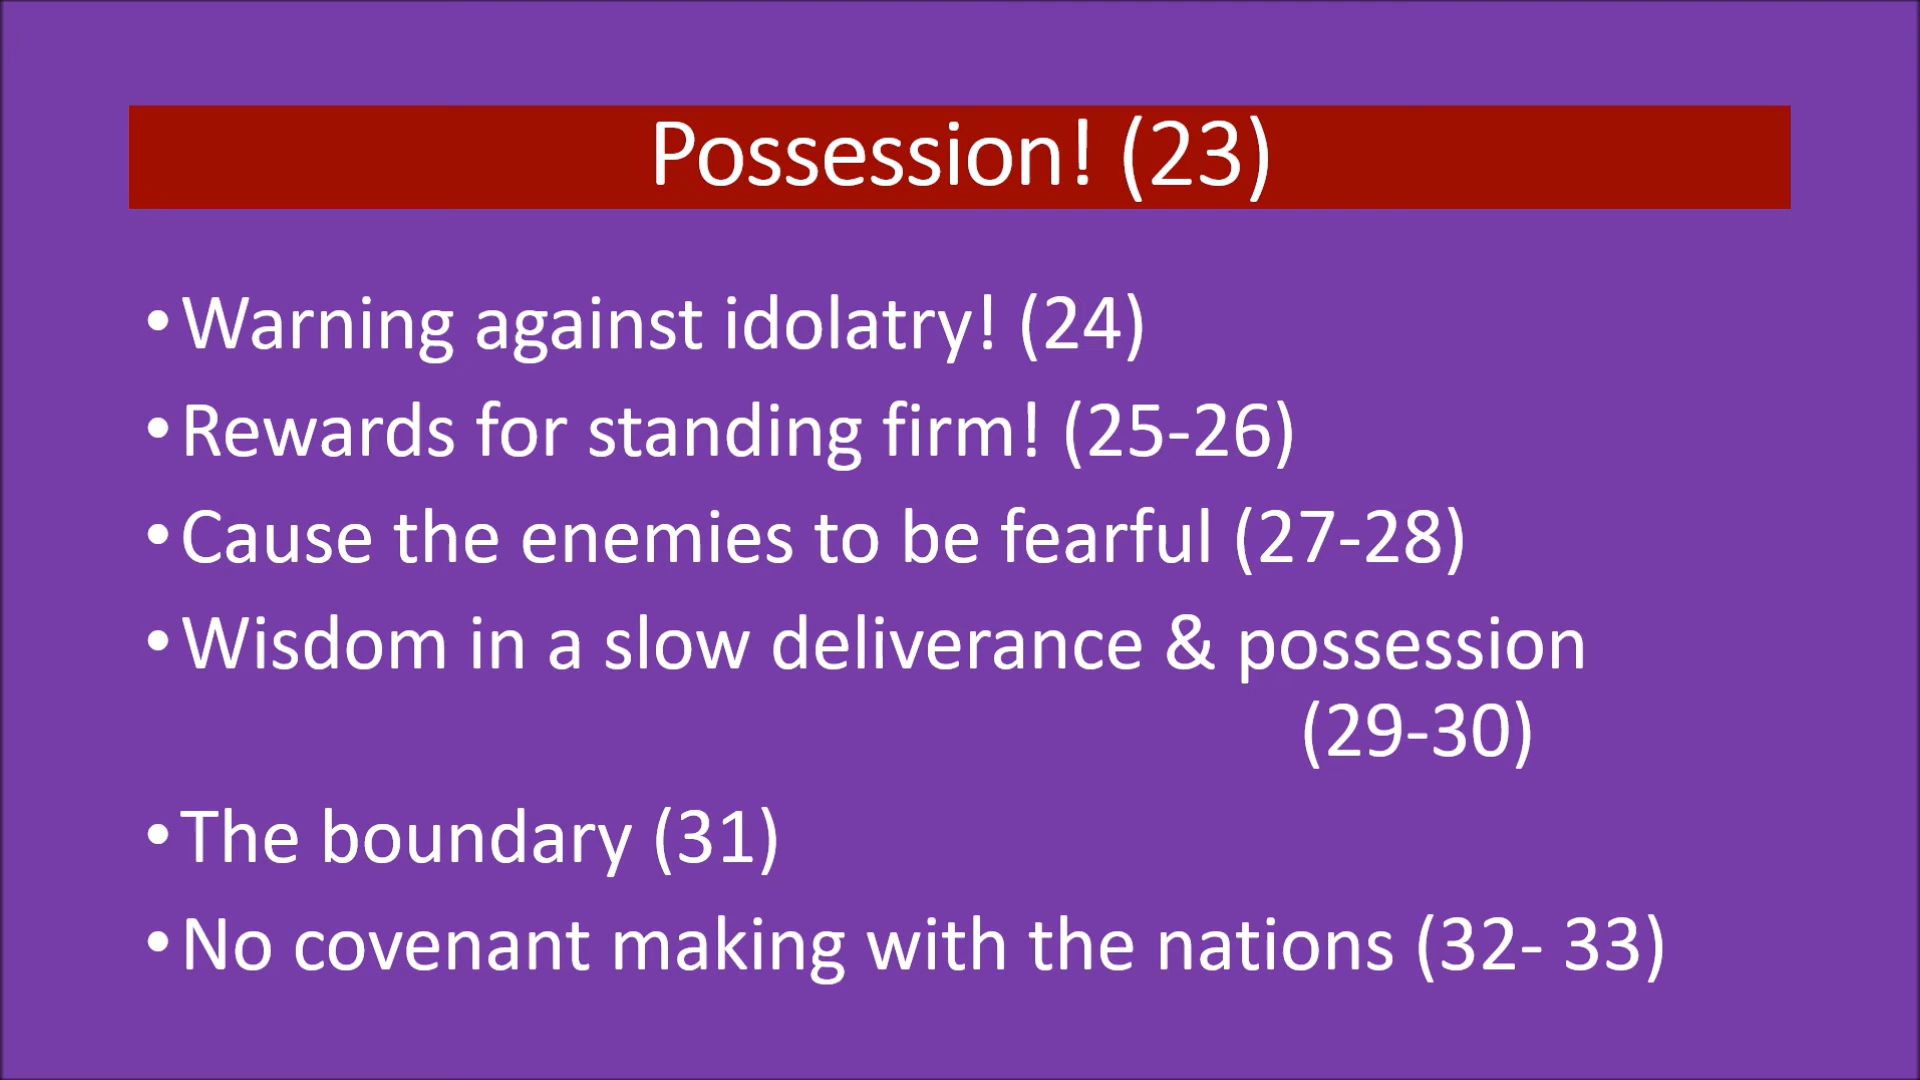 Possession! (23)
•Warning against idolatry! (24)
•Rewards for standing firm! (25-26)
•Cause the enemies to be fearful (27-28)
•Wisdom in a slow deliverance & possession
(29-30)
•The boundary (31)
•No covenant making with the nations (32- 33)